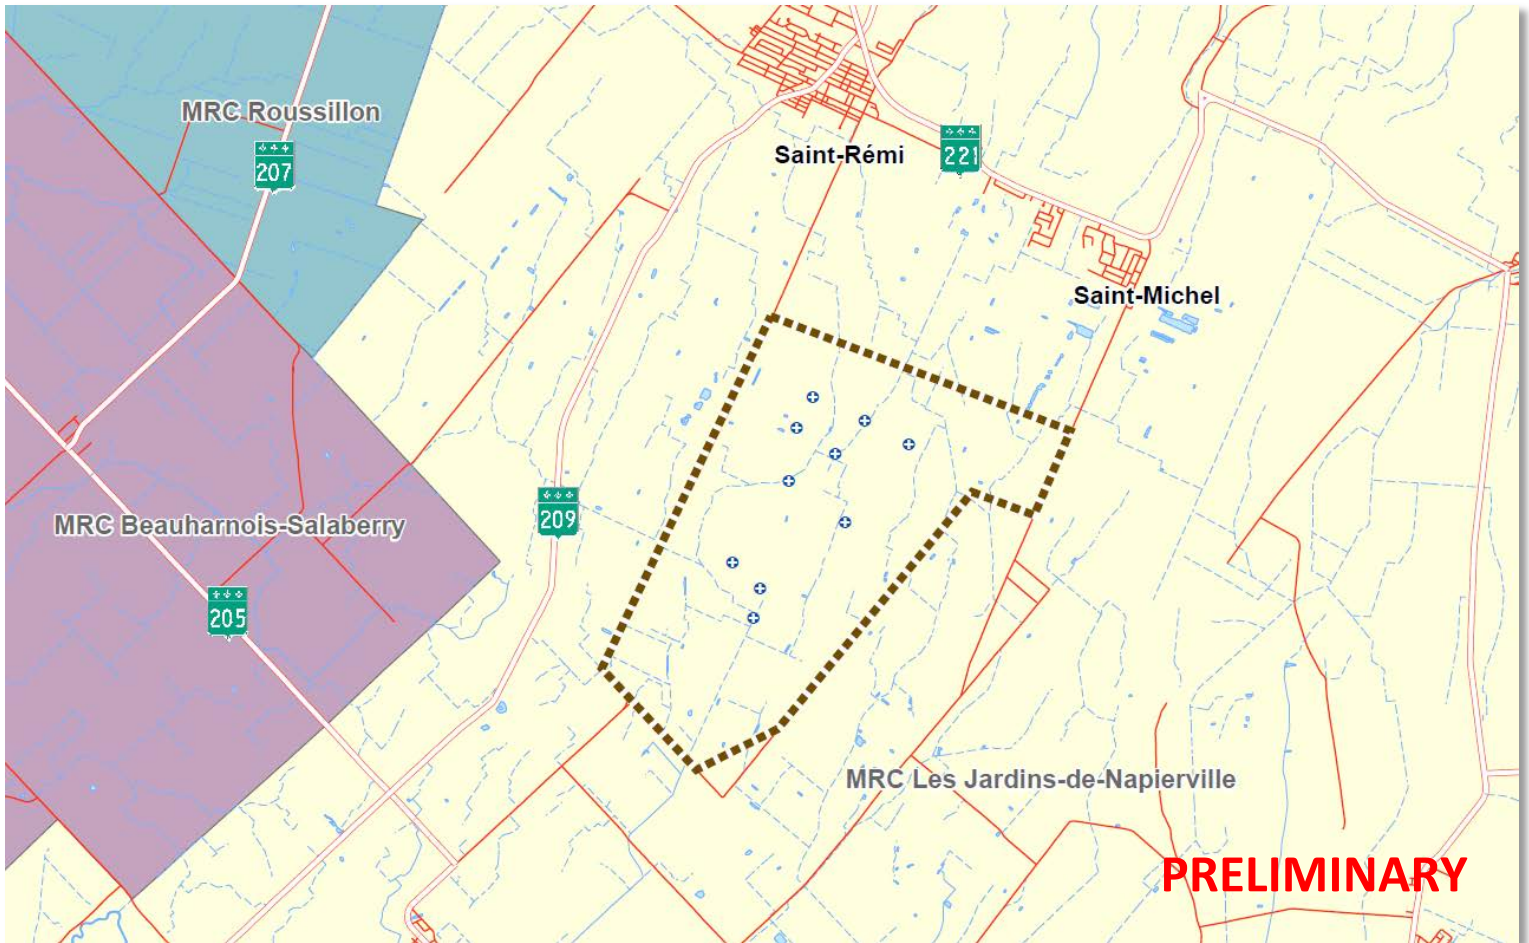 MRC Roussillon
207
Saint-Rémi
221
Saint-Michel
MRC Beauharnois-Salaberry
209
205
MRC Les Jardins-de-Napierville
PRELIMINARY